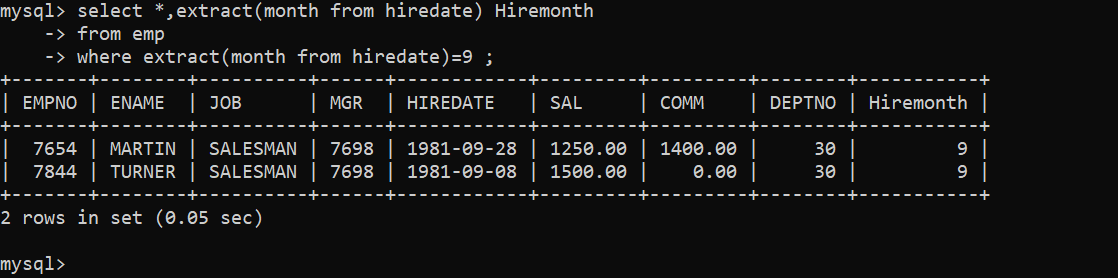 mysql> select *,extract(month from hiredate) Hiremonth
    -> from emp
    -> where extract(month from hiredate)=9 ;
+-------+--------+----------+------+------------+---------+---------+--------+-----------+
| EMPNO | ENAME  | JOB      | MGR  | HIREDATE   | SAL     | COMM    | DEPTNO | Hiremonth |
+-------+--------+----------+------+------------+---------+---------+--------+-----------+
|  7654 | MARTIN | SALESMAN | 7698 | 1981-09-28 | 1250.00 | 1400.00 |     30 |         9 |
|  7844 | TURNER | SALESMAN | 7698 | 1981-09-08 | 1500.00 |    0.00 |     30 |         9 |
+-------+--------+----------+------+------------+---------+---------+--------+-----------+
2 rows in set (0.05 sec)

mysql>